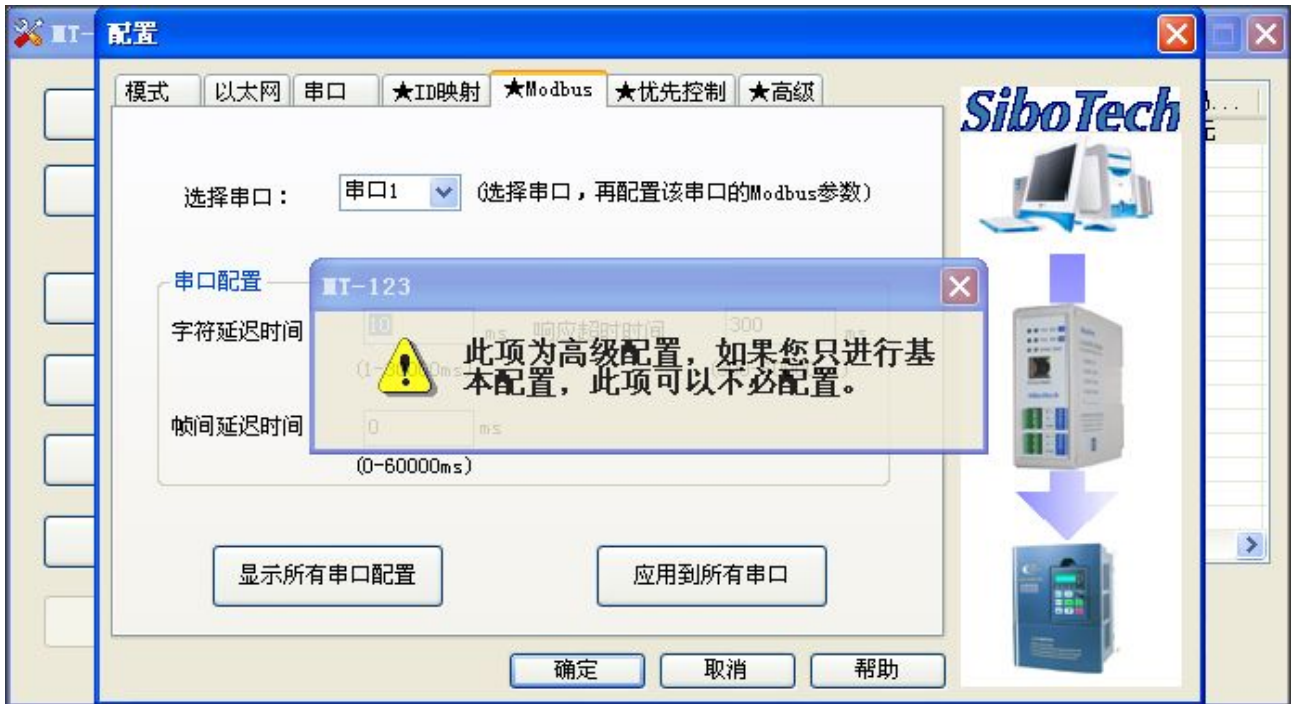 MT-
配置
模式 以太网 串口 ★ID映射 ★Modbus ★优先控制 ★高级
SiboTech
选择串口： 串口1 (选择串口，再配置该串口的Modbus参数)
串口配置
MT-123
字符延迟时间 10 ms 响应超时时间 300 ms
此项为高级配置，如果您只进行基
本配置，此项可以不必配置。
帧间延迟时间 0 ms
(0-60000ms)
显示所有串口配置 应用到所有串口
确定 取消 帮助